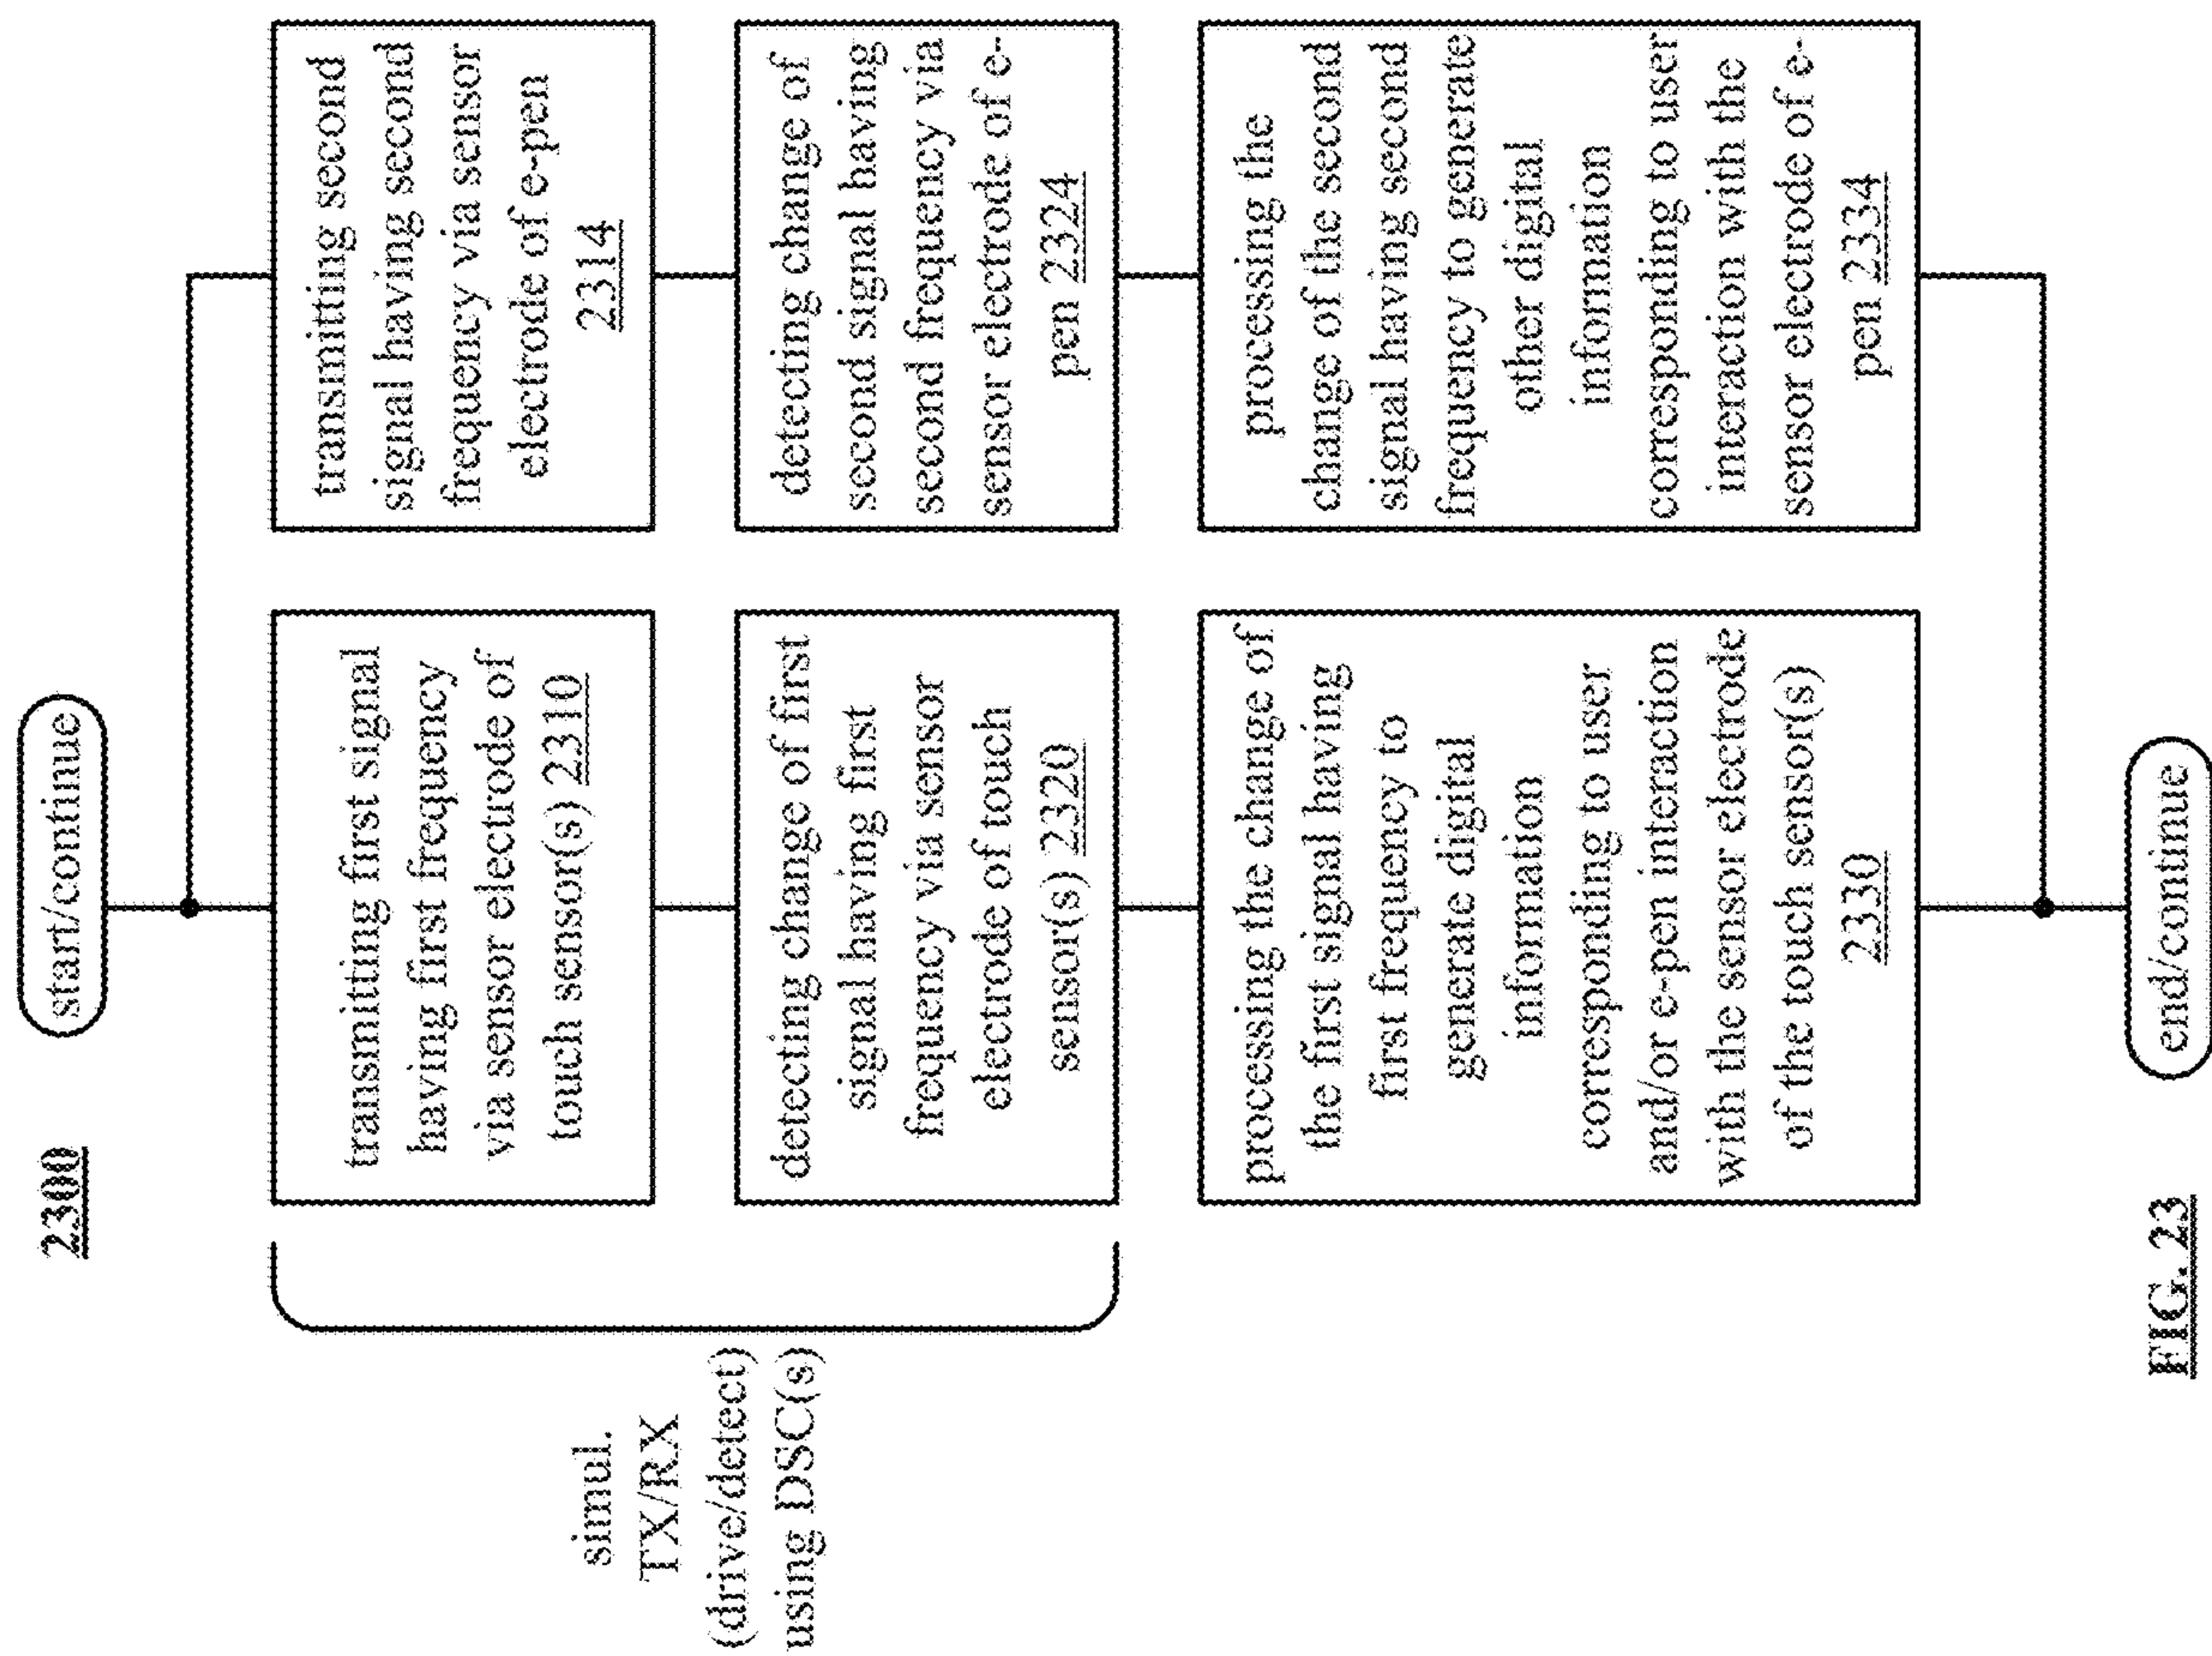 2300
start/continue
transmitting first signal
having first frequency
via sensor electrode of
touch sensor(s) 2310
transmitting second
signal having second
frequency via sensor
electrode of e-pen
2314
simul.
TX/RX
(drive/detect)
using DSC(s)
detecting change of first
signal having first
frequency via sensor
electrode of touch
sensor(s) 2320
detecting change of
second signal having
second frequency via
sensor electrode of e-
pen 2324
processing the change of
the first signal having
first frequency to
generate digital
information
corresponding to user
and/or e-pen interaction
with the sensor electrode
of the touch sensor(s)
2330
processing the
change of the second
signal having second
frequency to generate
other digital
information
corresponding to user
interaction with the
sensor electrode of e-
pen 2334
end/continue
FIG. 23